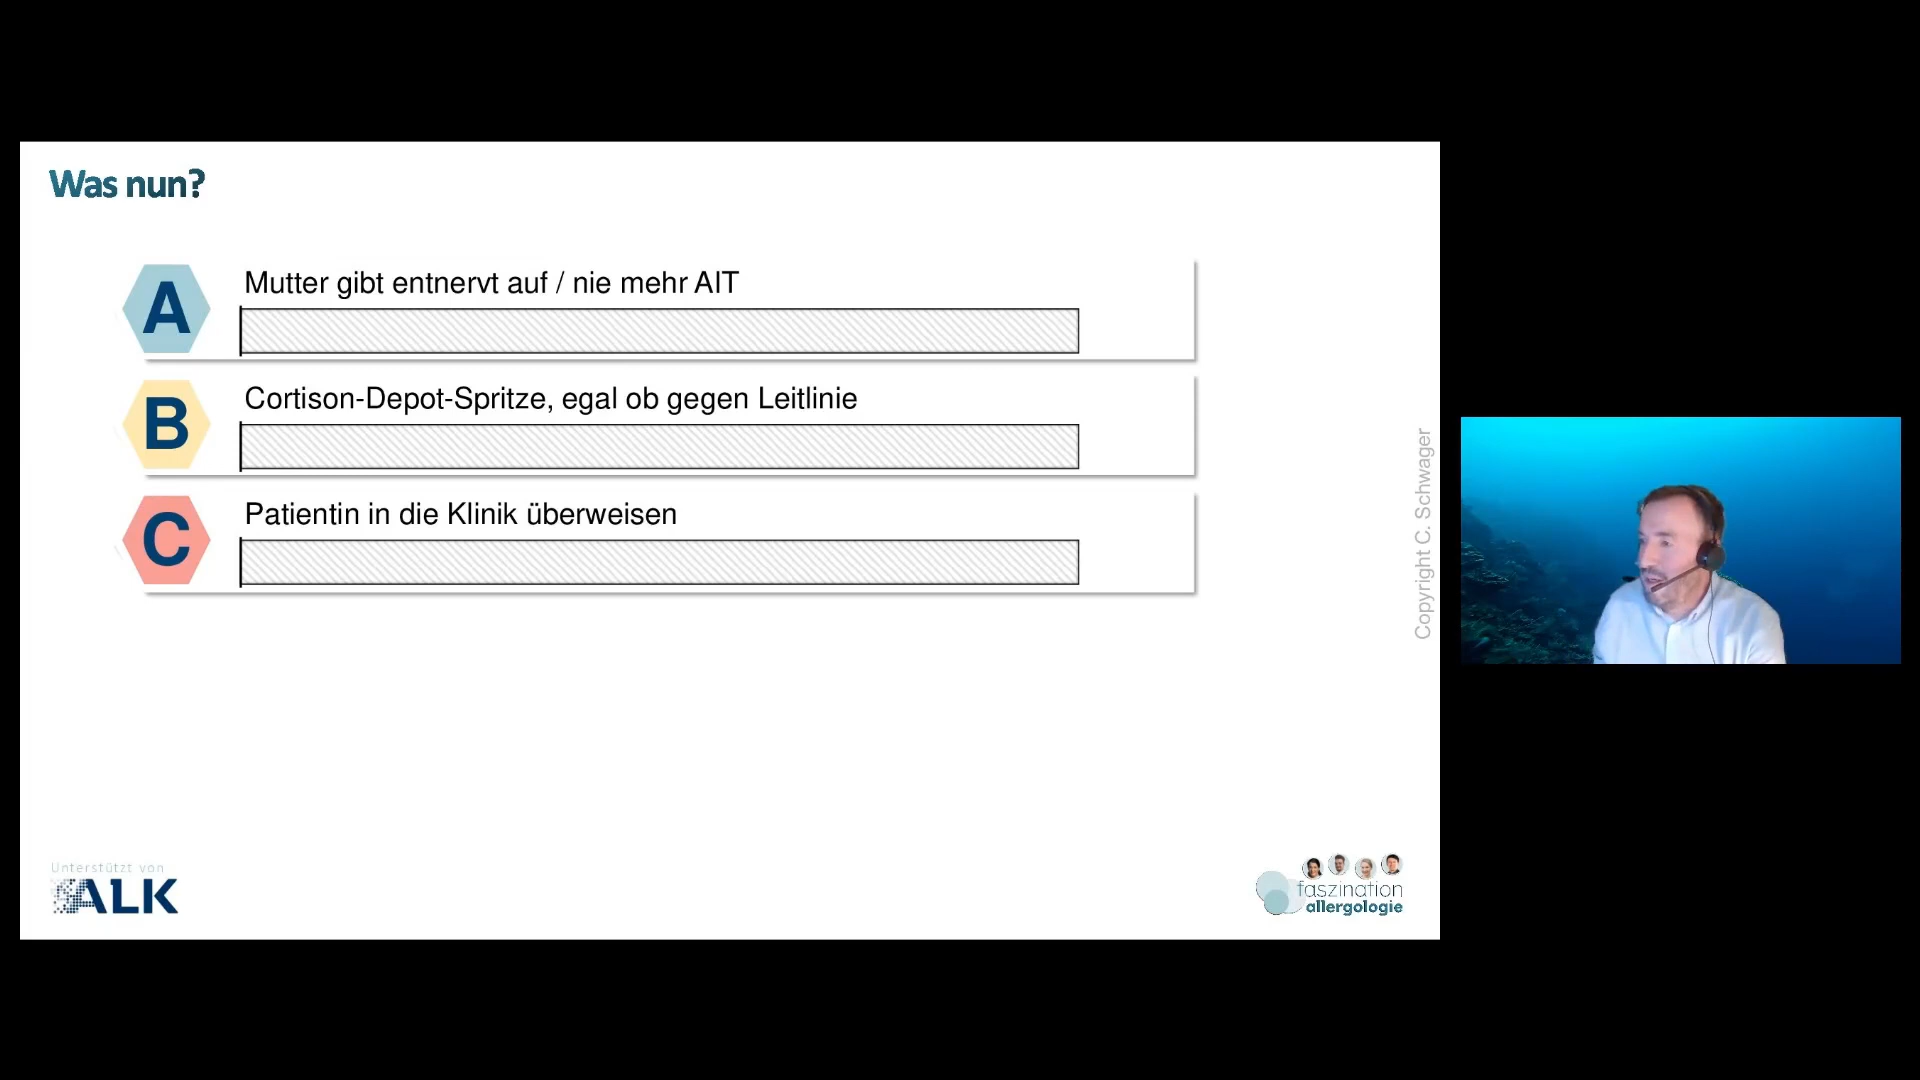 Was nun?
A
Mutter gibt entnervt auf / nie mehr AIT
B
Cortison-Depot-Spritze, egal ob gegen Leitlinie
C
Patientin in die Klinik überweisen
Copyright C. Schwager
Unterstützt von
ALK
faszination
allergologie